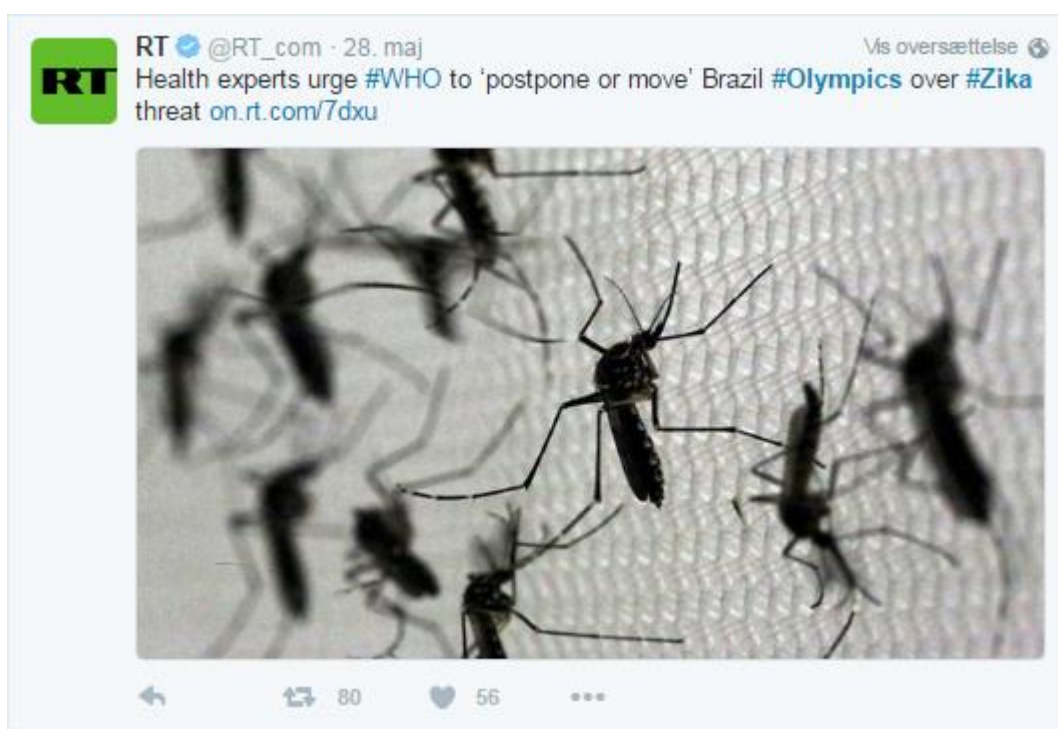 RT
RT @RT_com · 28. maj
Vis oversættelse
Health experts urge #WHO to ‘postpone or move’ Brazil #Olympics over #Zika
threat on.rt.com/7dxu
80
56